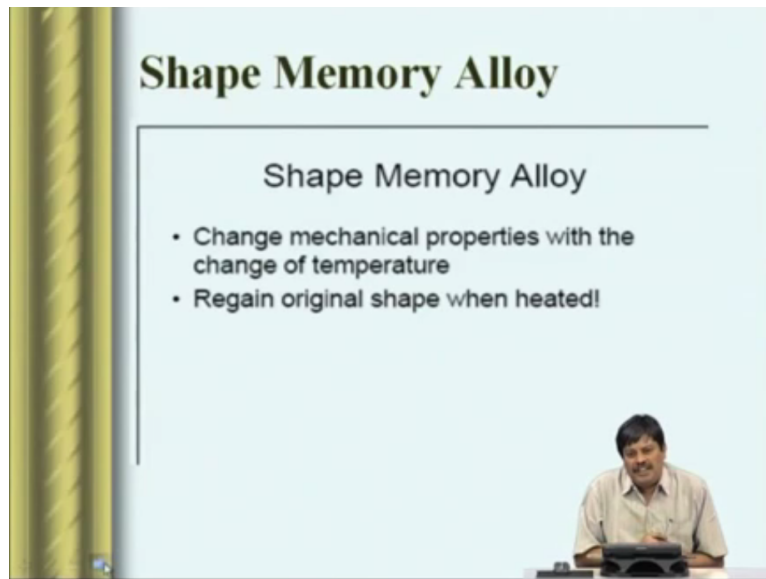 Shape Memory Alloy
Shape Memory Alloy
• Change mechanical properties with the
change of temperature
• Regain original shape when heated!